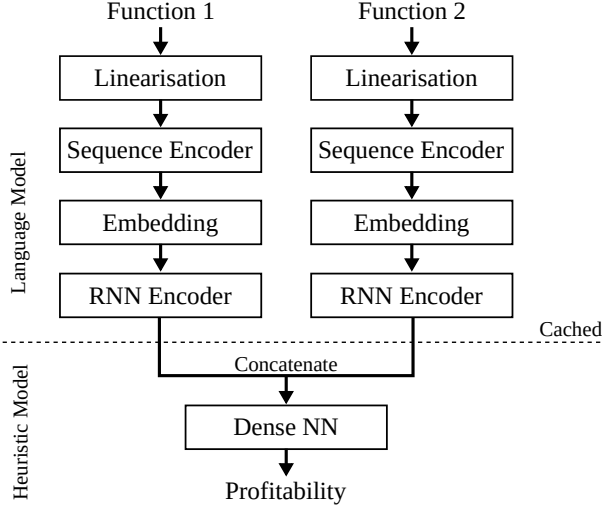 Function 1
Function 2
Linearisation
Linearisation
Sequence Encoder
Sequence Encoder
Embedding
Embedding
RNN Encoder
RNN Encoder
Language Model
Cached
Concatenate
Heuristic Model
Dense NN
Profitability